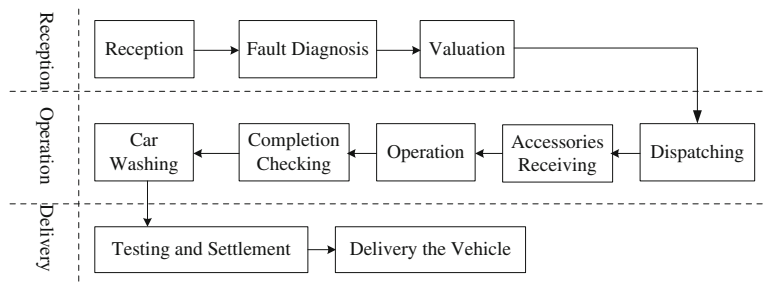 Reception
Reception
Fault Diagnosis
Valuation
Operation
Car
Washing
Completion
Checking
Operation
Accessories
Receiving
Dispatching
Delivery
Testing and Settlement
Delivery the Vehicle